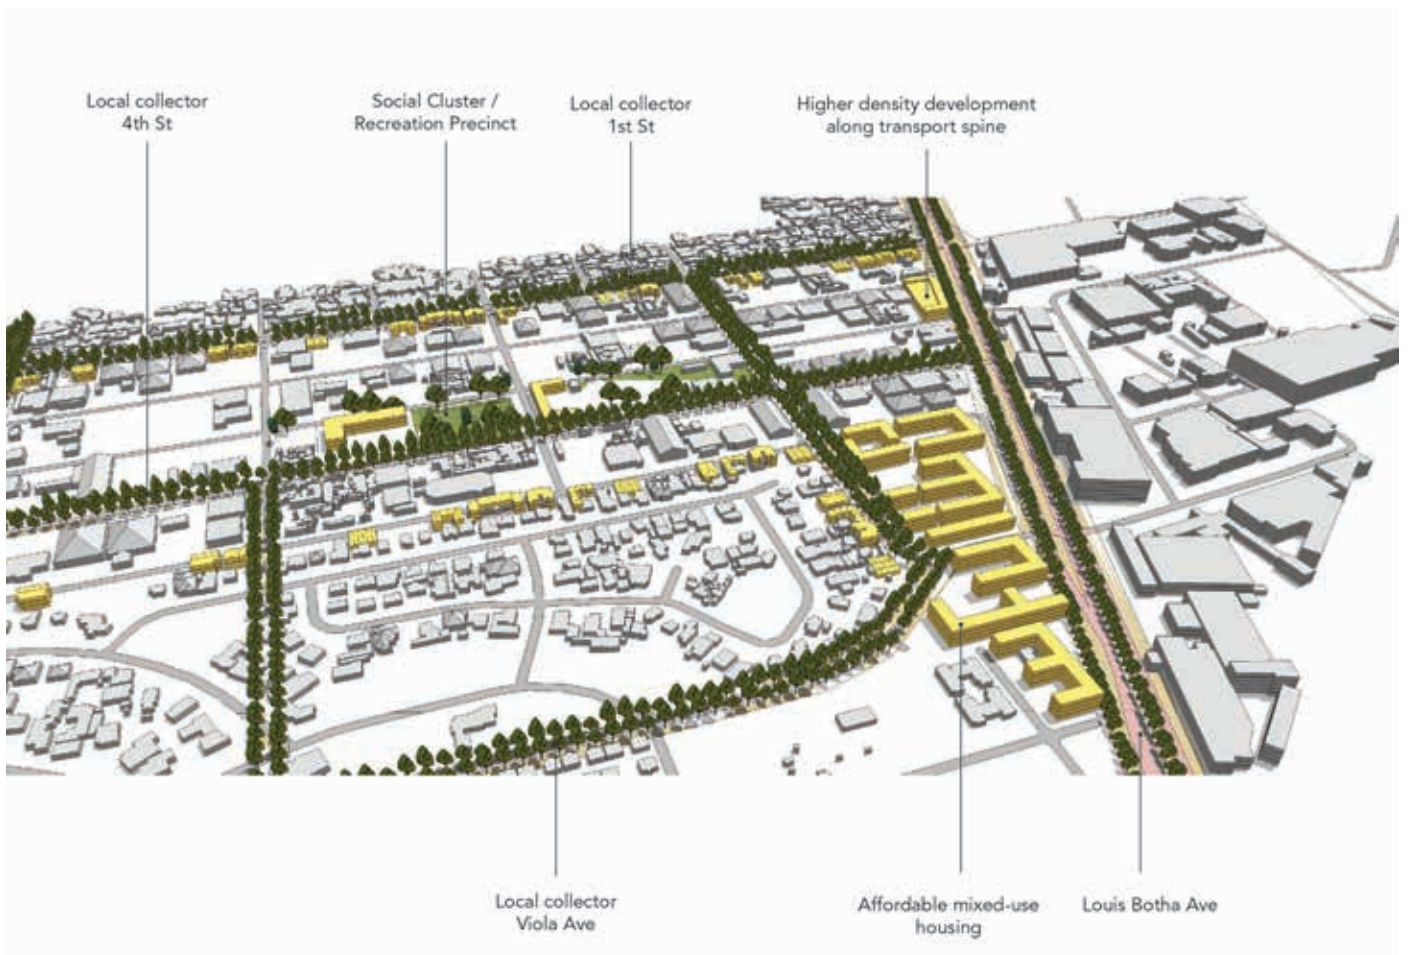 Local collector
4th St
Social Cluster /
Recreation Precinct
Local collector
1st St
Higher density development
along transport spine
Local collector
Viola Ave
Affordable mixed-use
housing
Louis Botha Ave